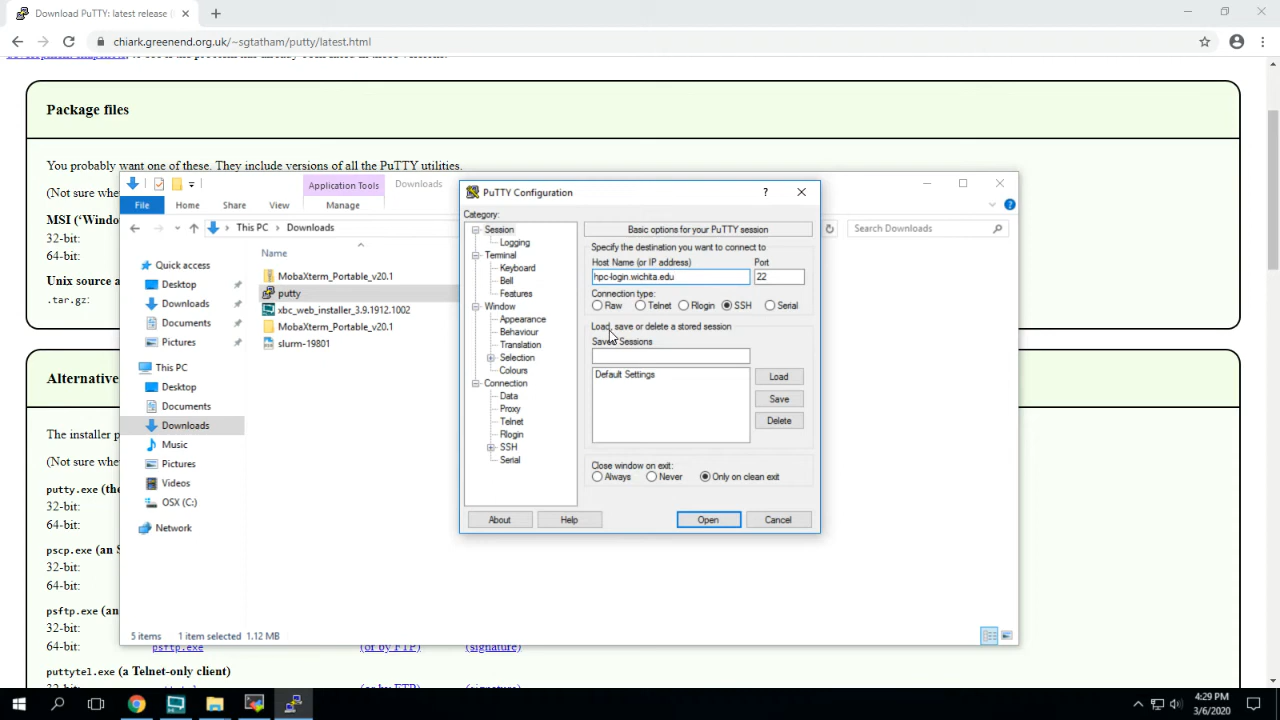 Download PuTTY: latest release (
chiark.greenend.org.uk/~sgtatham/putty/latest.html
Package files
You probably want one of these. They include versions of all the PuTTY utilities.
(Not sure whe
MSI ('Windo
32-bit:
64-bit:
Unix source a
.tar.gz:
Alternative
The installer p
(Not sure whe
putty.exe (the
32-bit:
64-bit:
pscp.exe (an S
32-bit:
64-bit:
psftp.exe (an
32-bit:
64-bit:
psftp.exe
(or by FTP)
(signature)
puttytel.exe (a Telnet-only client)
32-bit:
(or by FTP)
(signature)
Application Tools
Downloads
File
Home
Share
View
Manage
This PC
Downloads
Search Downloads
Quick access
Desktop
Downloads
Documents
Pictures
This PC
Desktop
Documents
Downloads
Music
Pictures
Videos
OSX (C:)
Network
Name
MobaXterm_Portable_v20.1
putty
xbc_web_installer_3.9.1912.1002
MobaXterm_Portable_v20.1
slurm-19801
5 items
1 item selected
1.12 MB
PuTTY Configuration
?
Category:
Session
Logging
Terminal
Keyboard
Bell
Features
Window
Appearance
Behaviour
Translation
Selection
Colours
Connection
Data
Proxy
Telnet
Rlogin
SSH
Serial
Basic options for your PuTTY session
Specify the destination you want to connect to
Host Name (or IP address)
Port
hpc-login.wichita.edu
22
Connection type:
Raw
Telnet
Rlogin
SSH
Serial
Load, save or delete a stored session
Saved Sessions
Default Settings
Load
Save
Delete
Close window on exit:
Always
Never
Only on clean exit
About
Help
Open
Cancel
4:29 PM
3/6/2020